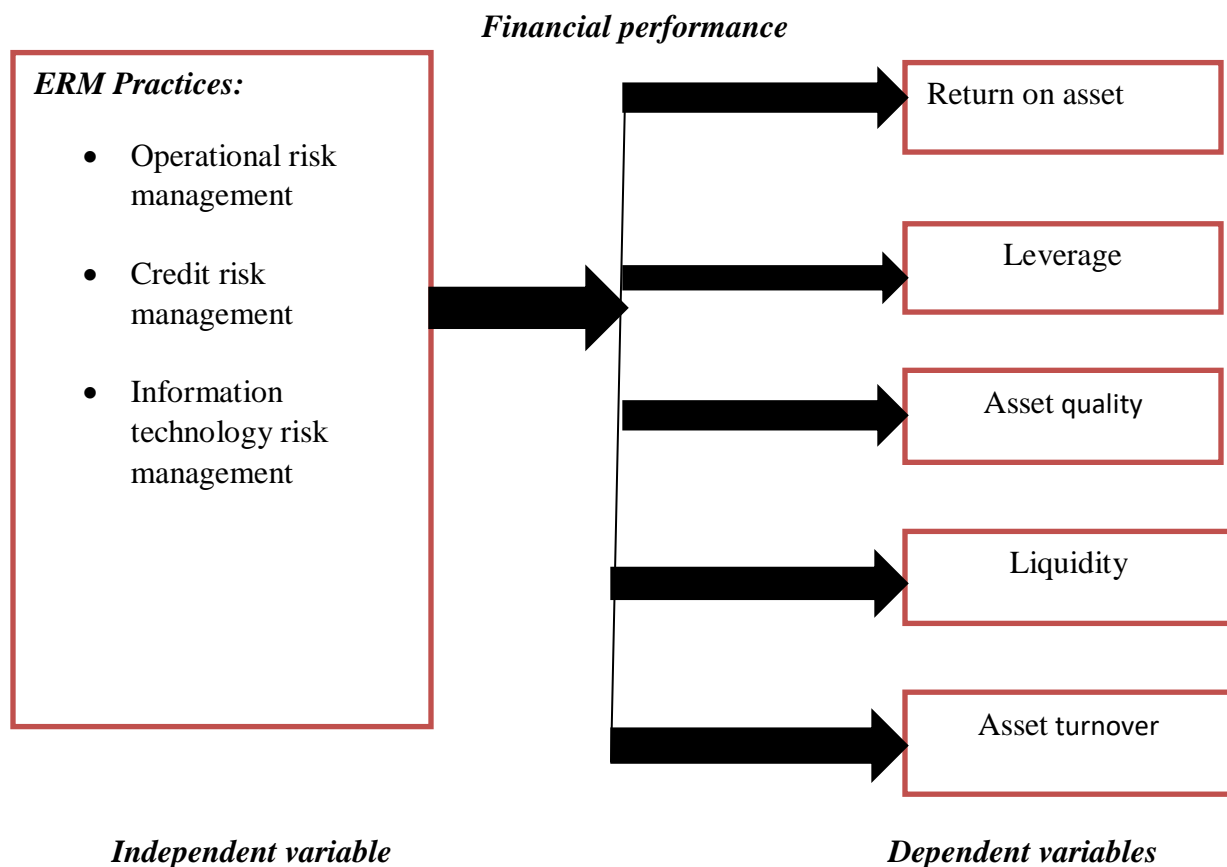 Financial performance
ERM Practices:
• Operational risk
management
• Credit risk
management
• Information
technology risk
management
Return on asset
Leverage
Asset quality
Liquidity
Asset turnover
Independent variable
Dependent variables